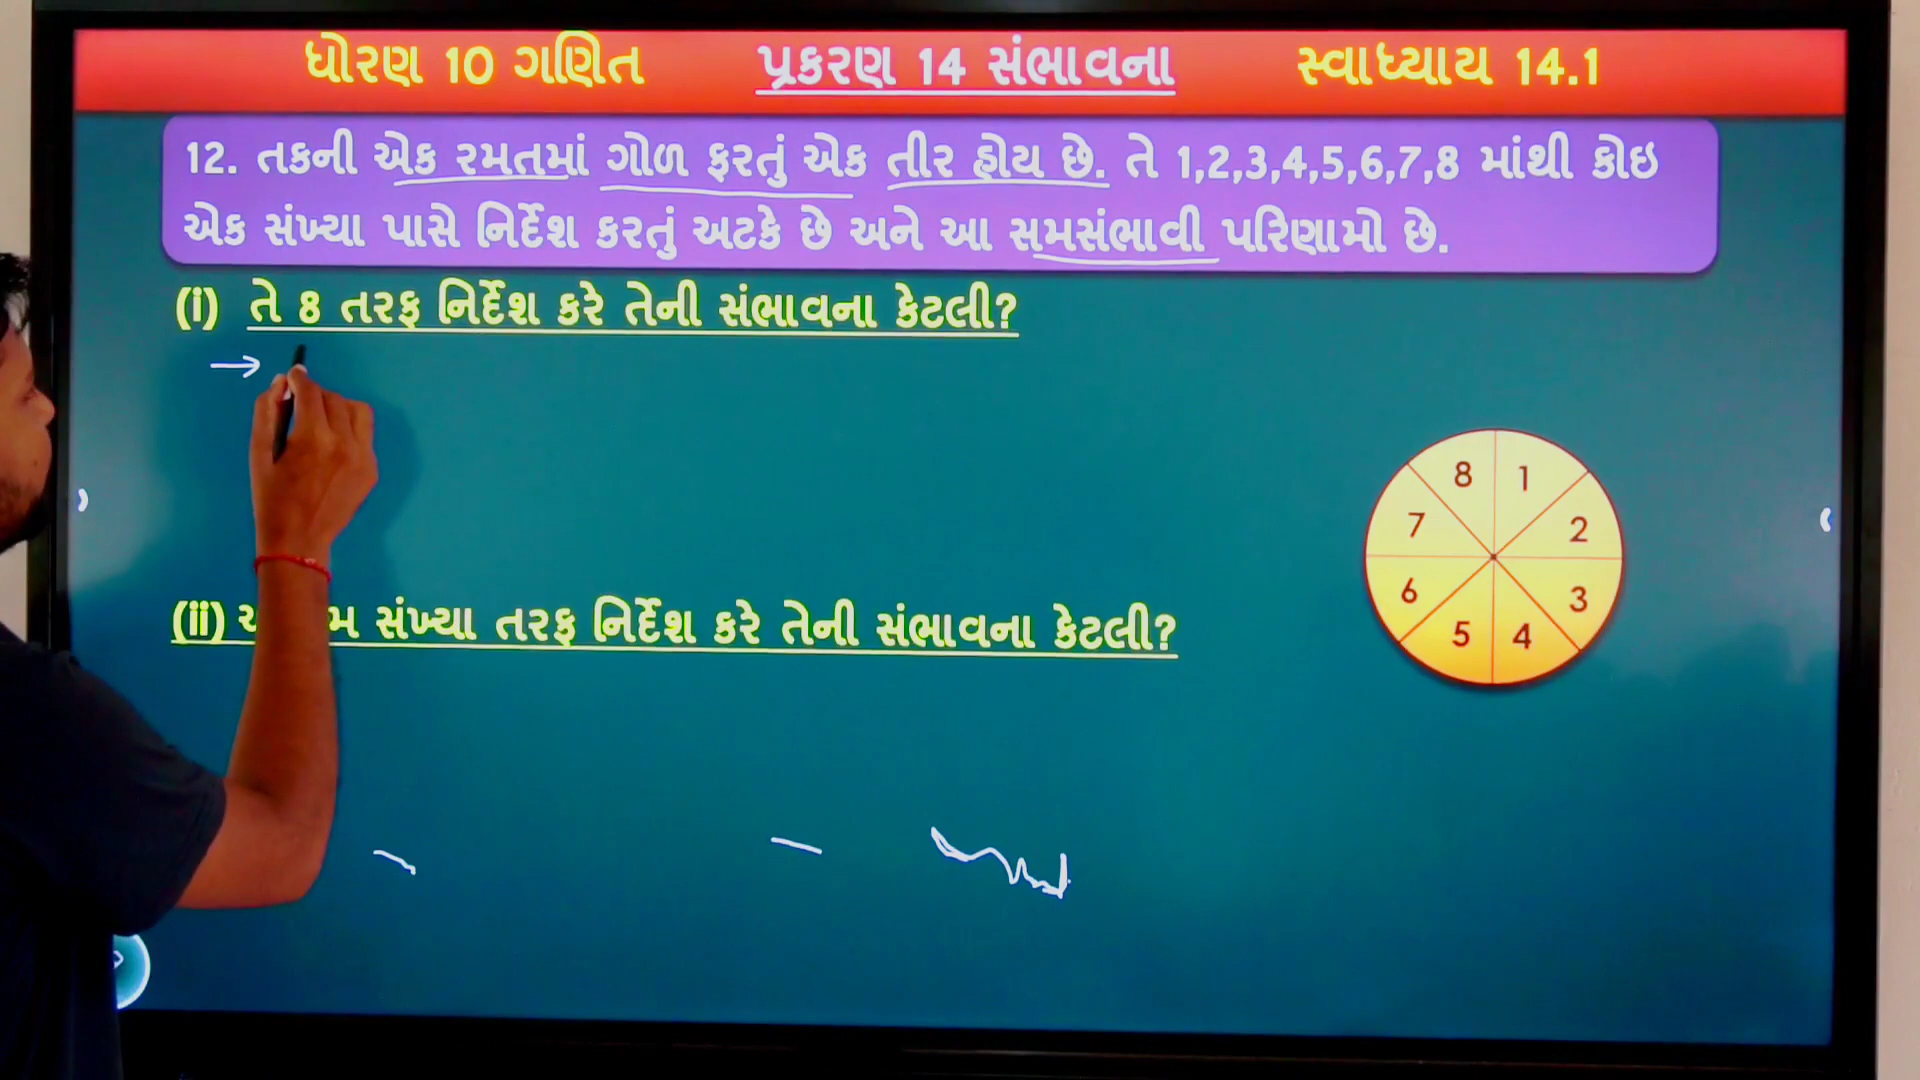 ધોરણ 10 ગણિત પ્રકરણ 14 સંભાવના સ્વાધ્યાય 14.1
12. તકની એક રમતમાં ગોળ ફરતું એક તીર હોય છે. તે 1,2,3,4,5,6,7,8 માંથી કોઇ
એક સંખ્યા પાસે નિર્દેશ કરતું અટકે છે અને આ સમસંભાવી પરિણામો છે.
(i) તે 8 તરફ નિર્દેશ કરે તેની સંભાવના કેટલી?
→
8 1
7 2
6 3
5 4
(ii) સંખ્યા તરફ નિર્દેશ કરે તેની સંભાવના કેટલી?